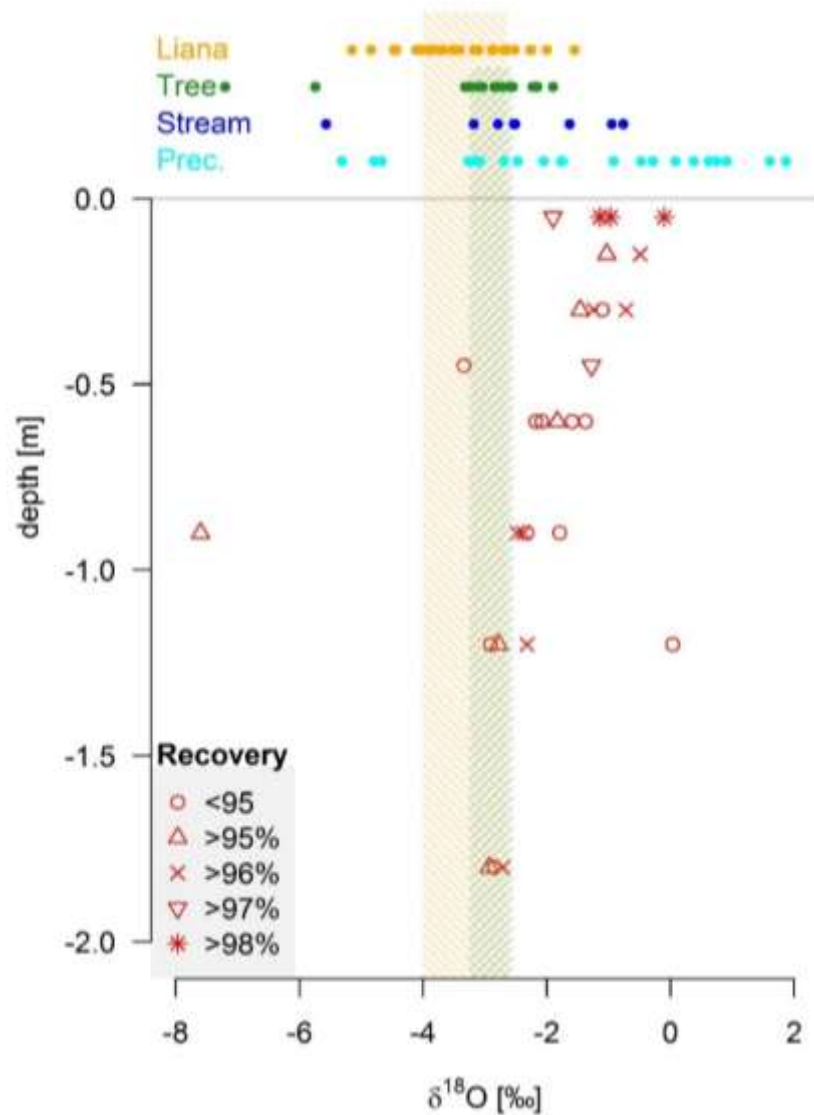 Liana
Tree
Stream
Prec.
0.0
-0.5
-1.0
-1.5
-2.0
depth [m]
Recovery
<95
>95%
>96%
>97%
>98%
-8 -6 -4 -2 0 2
δ¹⁸O [‰]